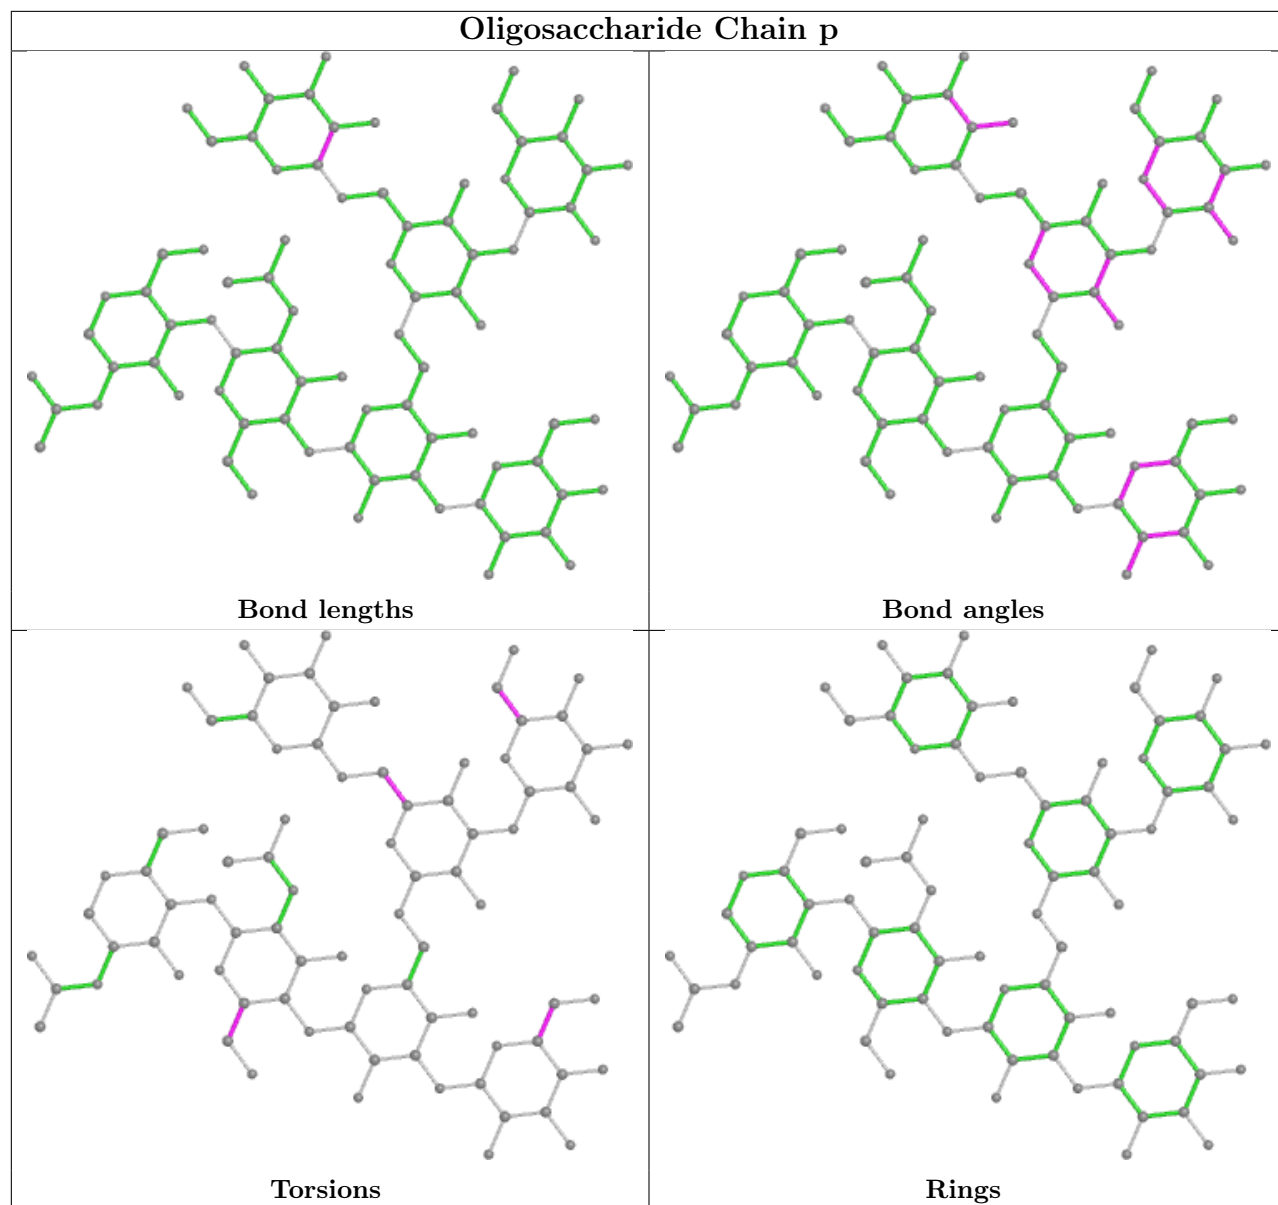 Oligosaccharide Chain p
Bond lengths
Bond angles
Torsions
Rings